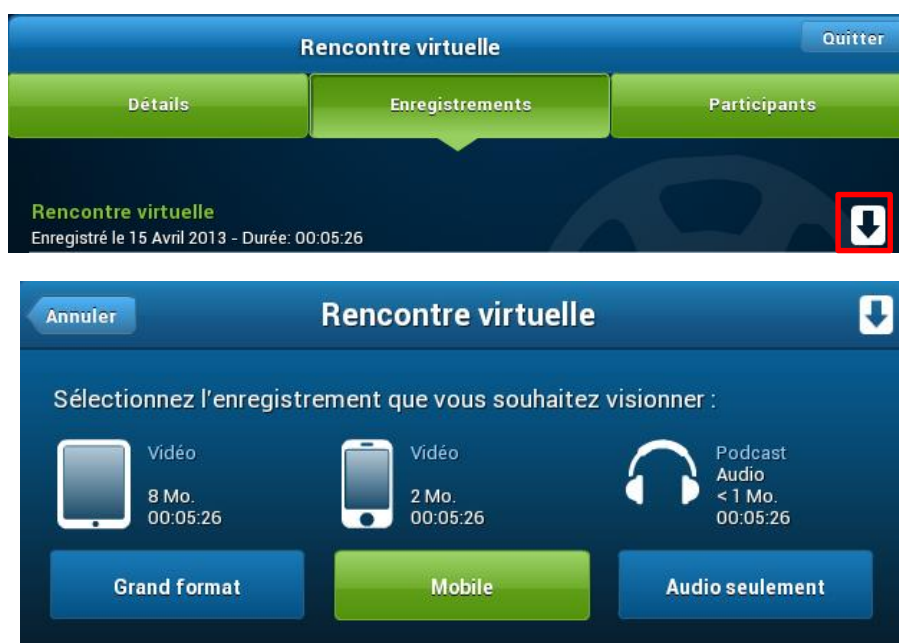 Rencontre virtuelle
Quitter
Détails
Enregistrements
Participants
Rencontre virtuelle
Enregistré le 15 Avril 2013 - Durée: 00:05:26
Annuler
Rencontre virtuelle
Sélectionnez l'enregistrement que vous souhaitez visionner :
Vidéo
8 Mo.
00:05:26
Vidéo
2 Mo.
00:05:26
Podcast
Audio
< 1 Mo.
00:05:26
Grand format
Mobile
Audio seulement